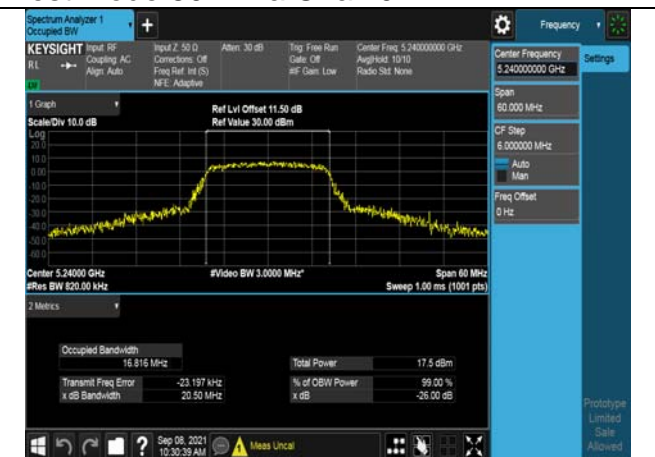 Spectrum Analyzer 1
Occupied BW
+
Frequency
KEYSIGHT
RL
Input: RF
Coupling: AC
Align: Auto
Input Z: 50 Ω
Corrections: Off
Freq Ref: Int (S)
NFE: Adaptive
Atten: 30 dB
Trig: Free Run
Gate: Off
#IF Gain: Low
Center Freq: 5.240000000 GHz
Avg|Hold: 10/10
Radio Std: None
Center Frequency
5.240000000 GHz
Settings
Span
60.000 MHz
CF Step
6.000000 MHz
Auto
Man
Freq Offset
0 Hz
1 Graph
Scale/Div 10.0 dB
Ref Lvl Offset 11.50 dB
Ref Value 30.00 dBm
Log
20.0
10.0
0.00
-10.0
-20.0
-30.0
-40.0
-50.0
-60.0
Center 5.24000 GHz
#Res BW 820.00 kHz
#Video BW 3.0000 MHz*
Span 60 MHz
Sweep 1.00 ms (1001 pts)
2 Metrics
Occupied Bandwidth
16.816 MHz
Total Power 17.5 dBm
Transmit Freq Error -23.197 kHz
% of OBW Power 99.00 %
x dB Bandwidth 20.50 MHz
x dB -26.00 dB
Prototype
Limited
Sale
Allowed
?
Sep 08, 2021
10:30:39 AM
Meas Uncal